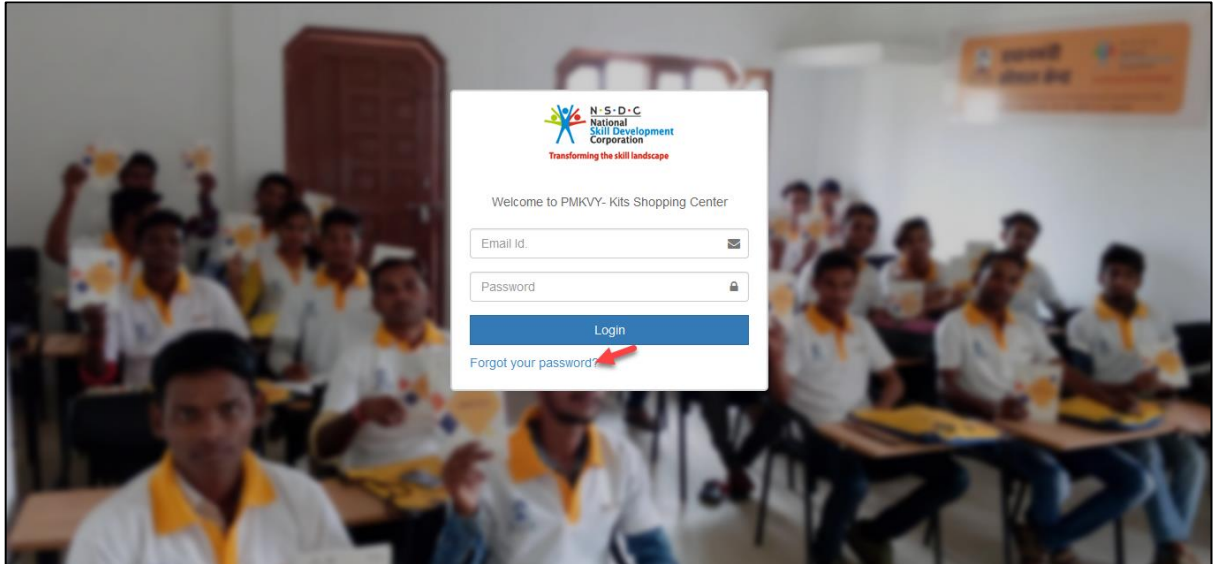 N·S·D·C
National
Skill Development
Corporation
Transforming the skill landscape
Welcome to PMKVY- Kits Shopping Center
Email Id.
Password
Login
Forgot your password?